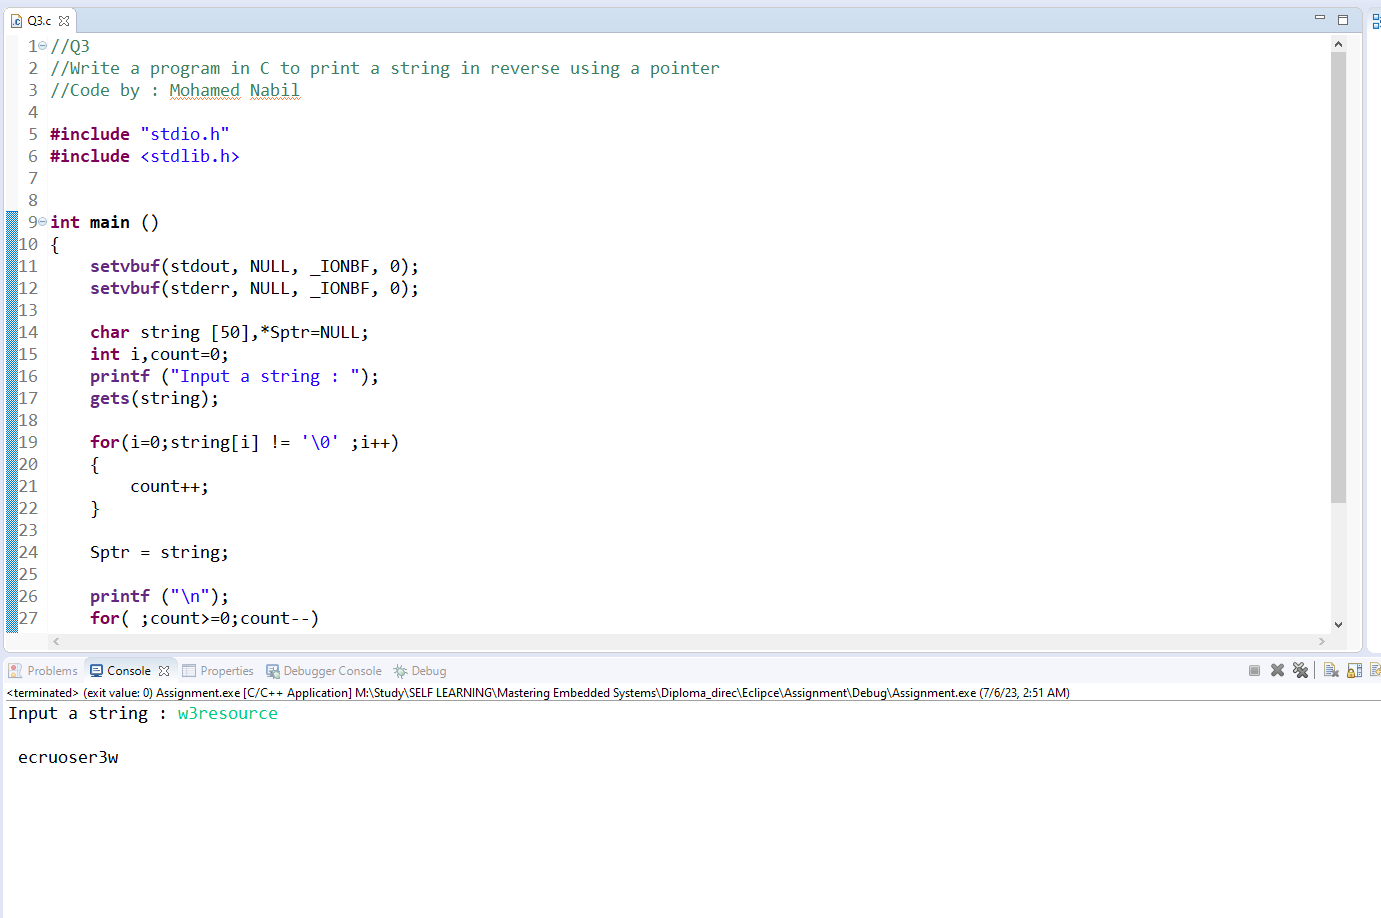 Q3.c
1 //Q3
2 //Write a program in C to print a string in reverse using a pointer
3 //Code by : Mohamed Nabil
4
5 #include "stdio.h"
6 #include <stdlib.h>
7
8
9 int main ()
10 {
11     setvbuf(stdout, NULL, _IONBF, 0);
12     setvbuf(stderr, NULL, _IONBF, 0);
13
14     char string [50],*Sptr=NULL;
15     int i,count=0;
16     printf ("Input a string : ");
17     gets(string);
18
19     for(i=0;string[i] != '\0' ;i++)
20     {
21         count++;
22     }
23
24     Sptr = string;
25
26     printf ("\n");
27     for( ;count>=0;count--)
Problems Console Properties Debugger Console Debug
<terminated> (exit value: 0) Assignment.exe [C/C++ Application] M:\Study\SELF LEARNING\Mastering Embedded Systems\Diploma_direc\Eclipce\Assignment\Debug\Assignment.exe (7/6/23, 2:51 AM)
Input a string : w3resource

 ecruoser3w